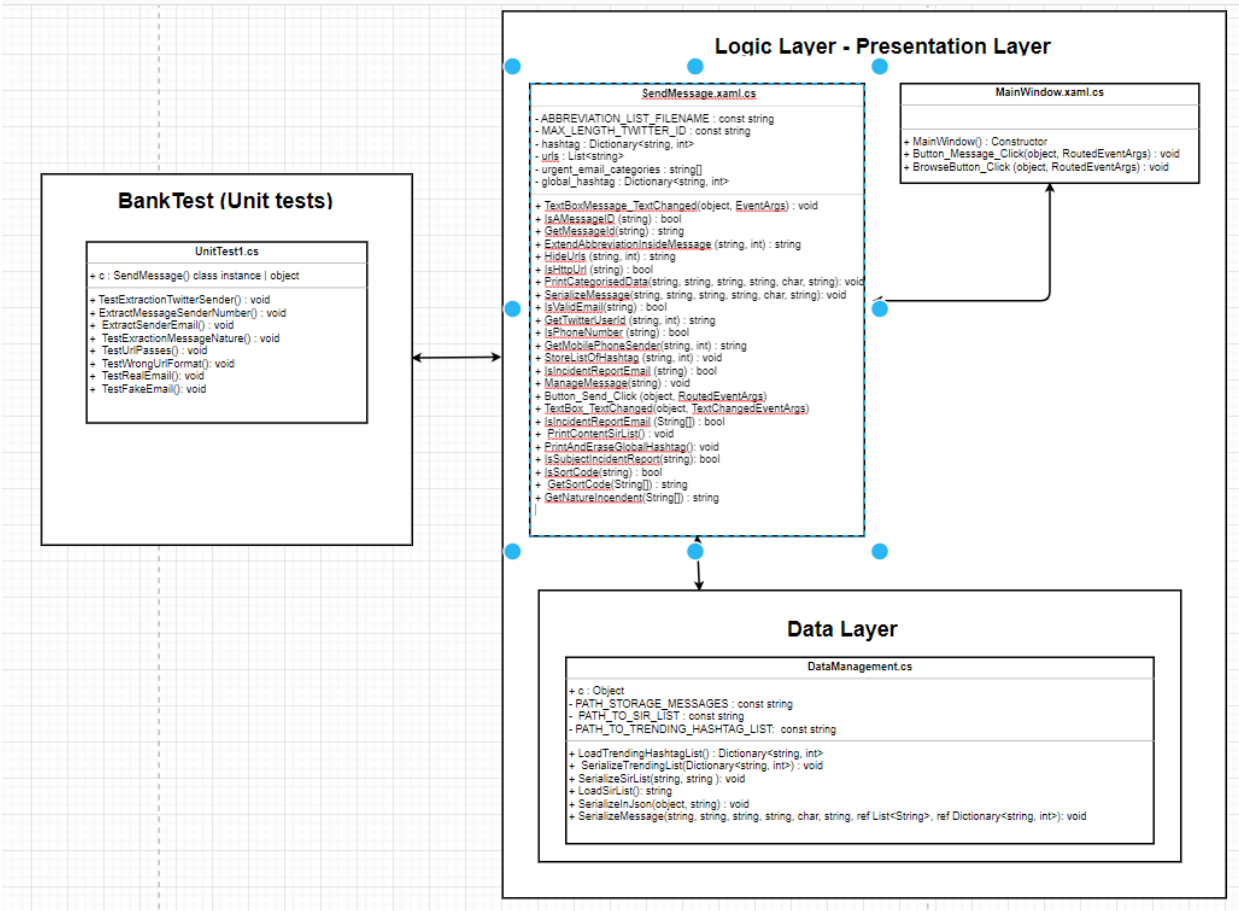 Logic Layer - Presentation Layer
SendMessage.xaml.cs
- ABBREVIATION_LIST_FILENAME : const string
- MAX_LENGTH_TWITTER_ID : const string
- hashtag : Dictionary<string, int>
- urls : List<string>
- urgent_email_categories : string[]
- global_hashtag : Dictionary<string, int>
+ TextBoxMessage_TextChanged(object, EventArgs) : void
+ IsAMessageID (string) : bool
+ GetMessageId(string) : string
+ ExtendAbbreviationInsideMessage (string, int) : string
+ HideUrls (string, int) : string
+ IsHttpUrl (string) : bool
+ PrintCategorisedData(string, string, string, string, char, string): void
+ SerializeMessage(string, string, string, string, char, string): void
+ IsValidEmail(string) : bool
+ GetTwitterUserId (string, int) : string
+ IsPhoneNumber (string) : bool
+ GetMobilePhoneSender(string, int) : string
+ StoreListOfHashtag (string, int) : void
+ IsIncidentReportEmail (string) : bool
+ ManageMessage(string) : void
+ Button_Send_Click (object, RoutedEventArgs)
+ TextBox_TextChanged(object, TextChangedEventArgs)
+ IsIncidentReportEmail (String[]) : bool
+ PrintContentSirList() : void
+ PrintAndEraseGlobalHashtag(): void
+ IsSubjectIncidentReport(string): bool
+ IsSortCode(string) : bool
+ GetSortCode(String[]) : string
+ GetNatureIncendent(String[]) : string
MainWindow.xaml.cs
+ MainWindow() : Constructor
+ Button_Message_Click(object, RoutedEventArgs) : void
+ BrowseButton_Click (object, RoutedEventArgs) : void
BankTest (Unit tests)
UnitTest1.cs
+ c : SendMessage() class instance | object
+ TestExtractionTwitterSender() : void
+ ExtractMessageSenderNumber() : void
+ ExtractSenderEmail() : void
+ TestExtractionMessageNature() : void
+ TestUrlPasses() : void
+ TestWrongUrlFormat(): void
+ TestRealEmail(): void
+ TestFakeEmail(): void
Data Layer
DataManagement.cs
+ c : Object
- PATH_STORAGE_MESSAGES : const string
- PATH_TO_SIR_LIST : const string
- PATH_TO_TRENDING_HASHTAG_LIST: const string
+ LoadTrendingHashtagList() : Dictionary<string, int>
+ SerializeTrendingList(Dictionary<string, int>) : void
+ SerializeSirList(string, string ): void
+ LoadSirList(): string
+ SerializeInJson(object, string) : void
+ SerializeMessage(string, string, string, string, char, string, ref List<String>, ref Dictionary<string, int>): void